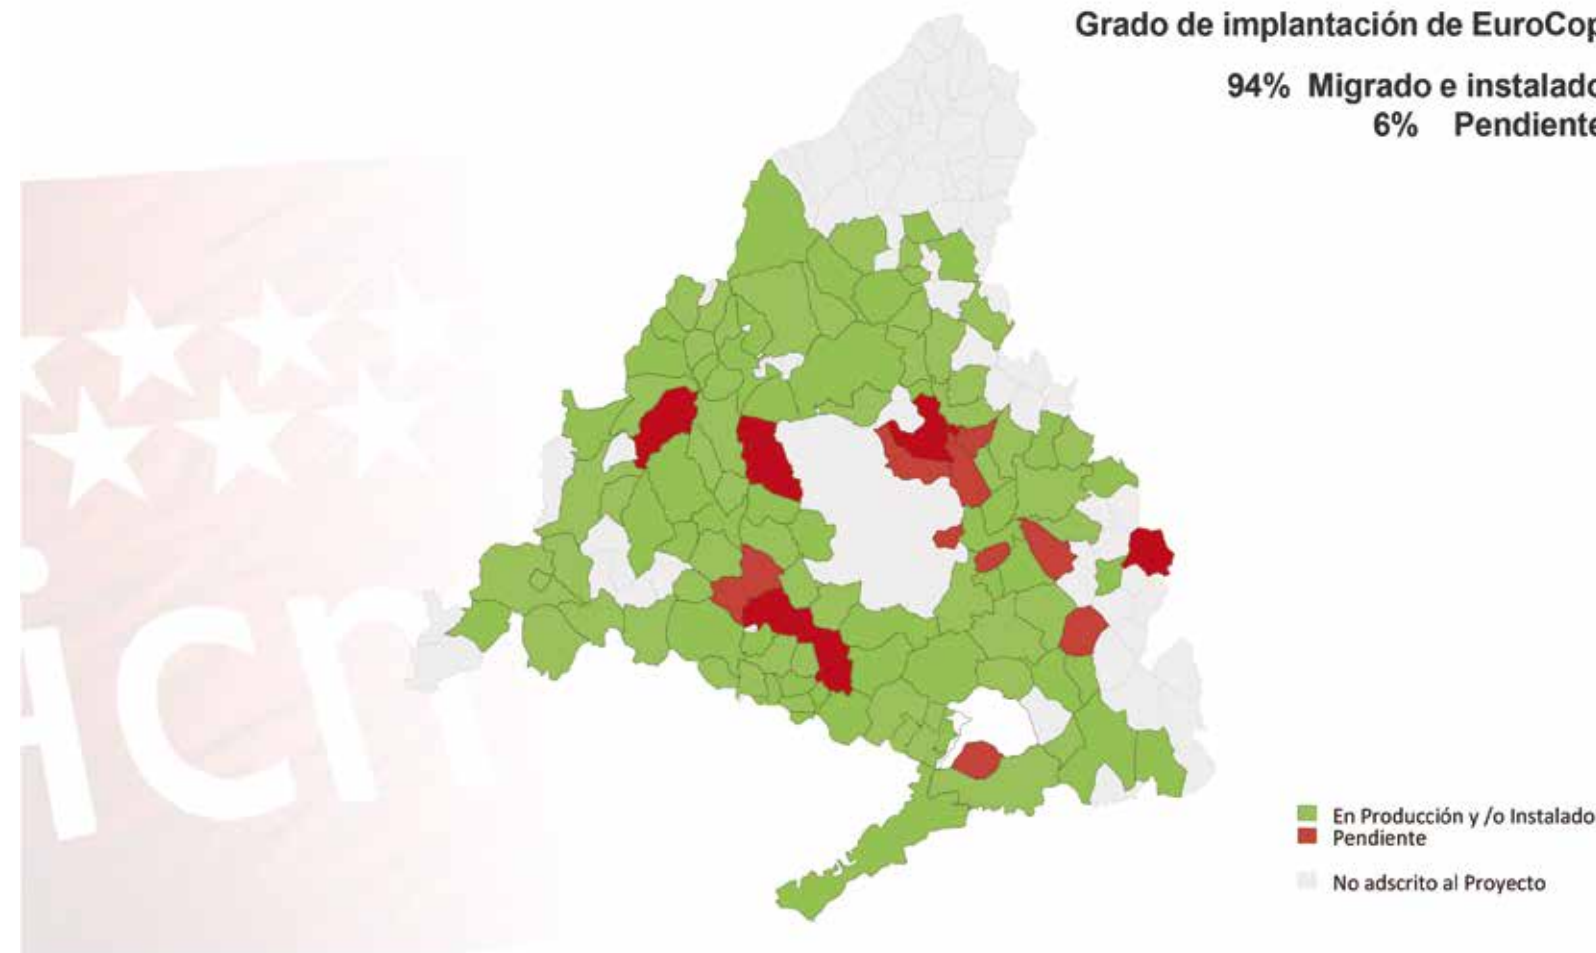 Grado de implantación de EuroCop
94% Migrado e instalado
6% Pendiente
En Producción y /o Instalado
Pendiente
No adscrito al Proyecto